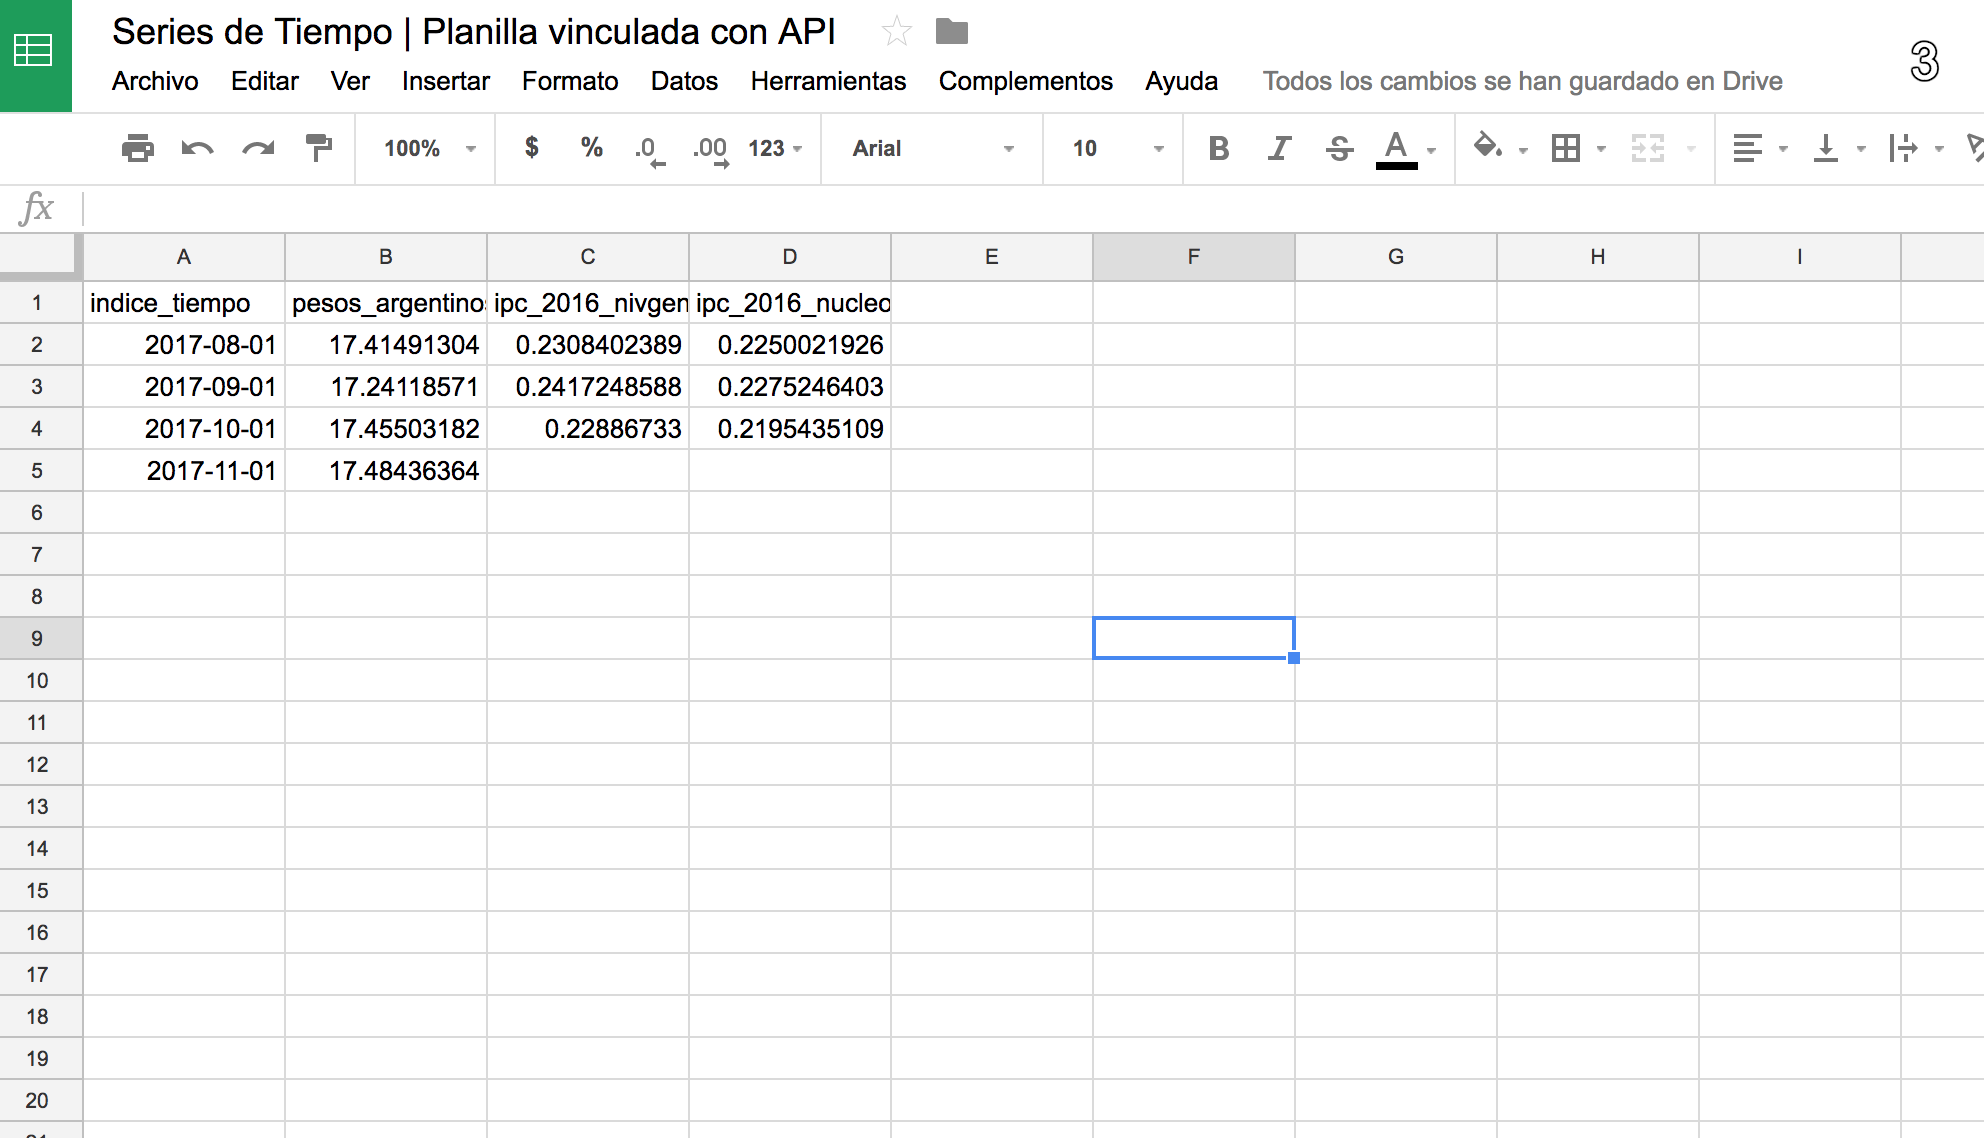 Series de Tiempo | Planilla vinculada con API
3
Archivo Editar Ver Insertar Formato Datos Herramientas Complementos Ayuda Todos los cambios se han guardado en Drive
100% $ % .0 .00 123 Arial 10 B I S A
fx
A B C D E F G H I
1 indice_tiempo pesos_argentino ipc_2016_nivgen ipc_2016_nucleo
2 2017-08-01 17.41491304 0.2308402389 0.2250021926
3 2017-09-01 17.24118571 0.2417248588 0.2275246403
4 2017-10-01 17.45503182 0.22886733 0.2195435109
5 2017-11-01 17.48436364
6
7
8
9
10
11
12
13
14
15
16
17
18
19
20